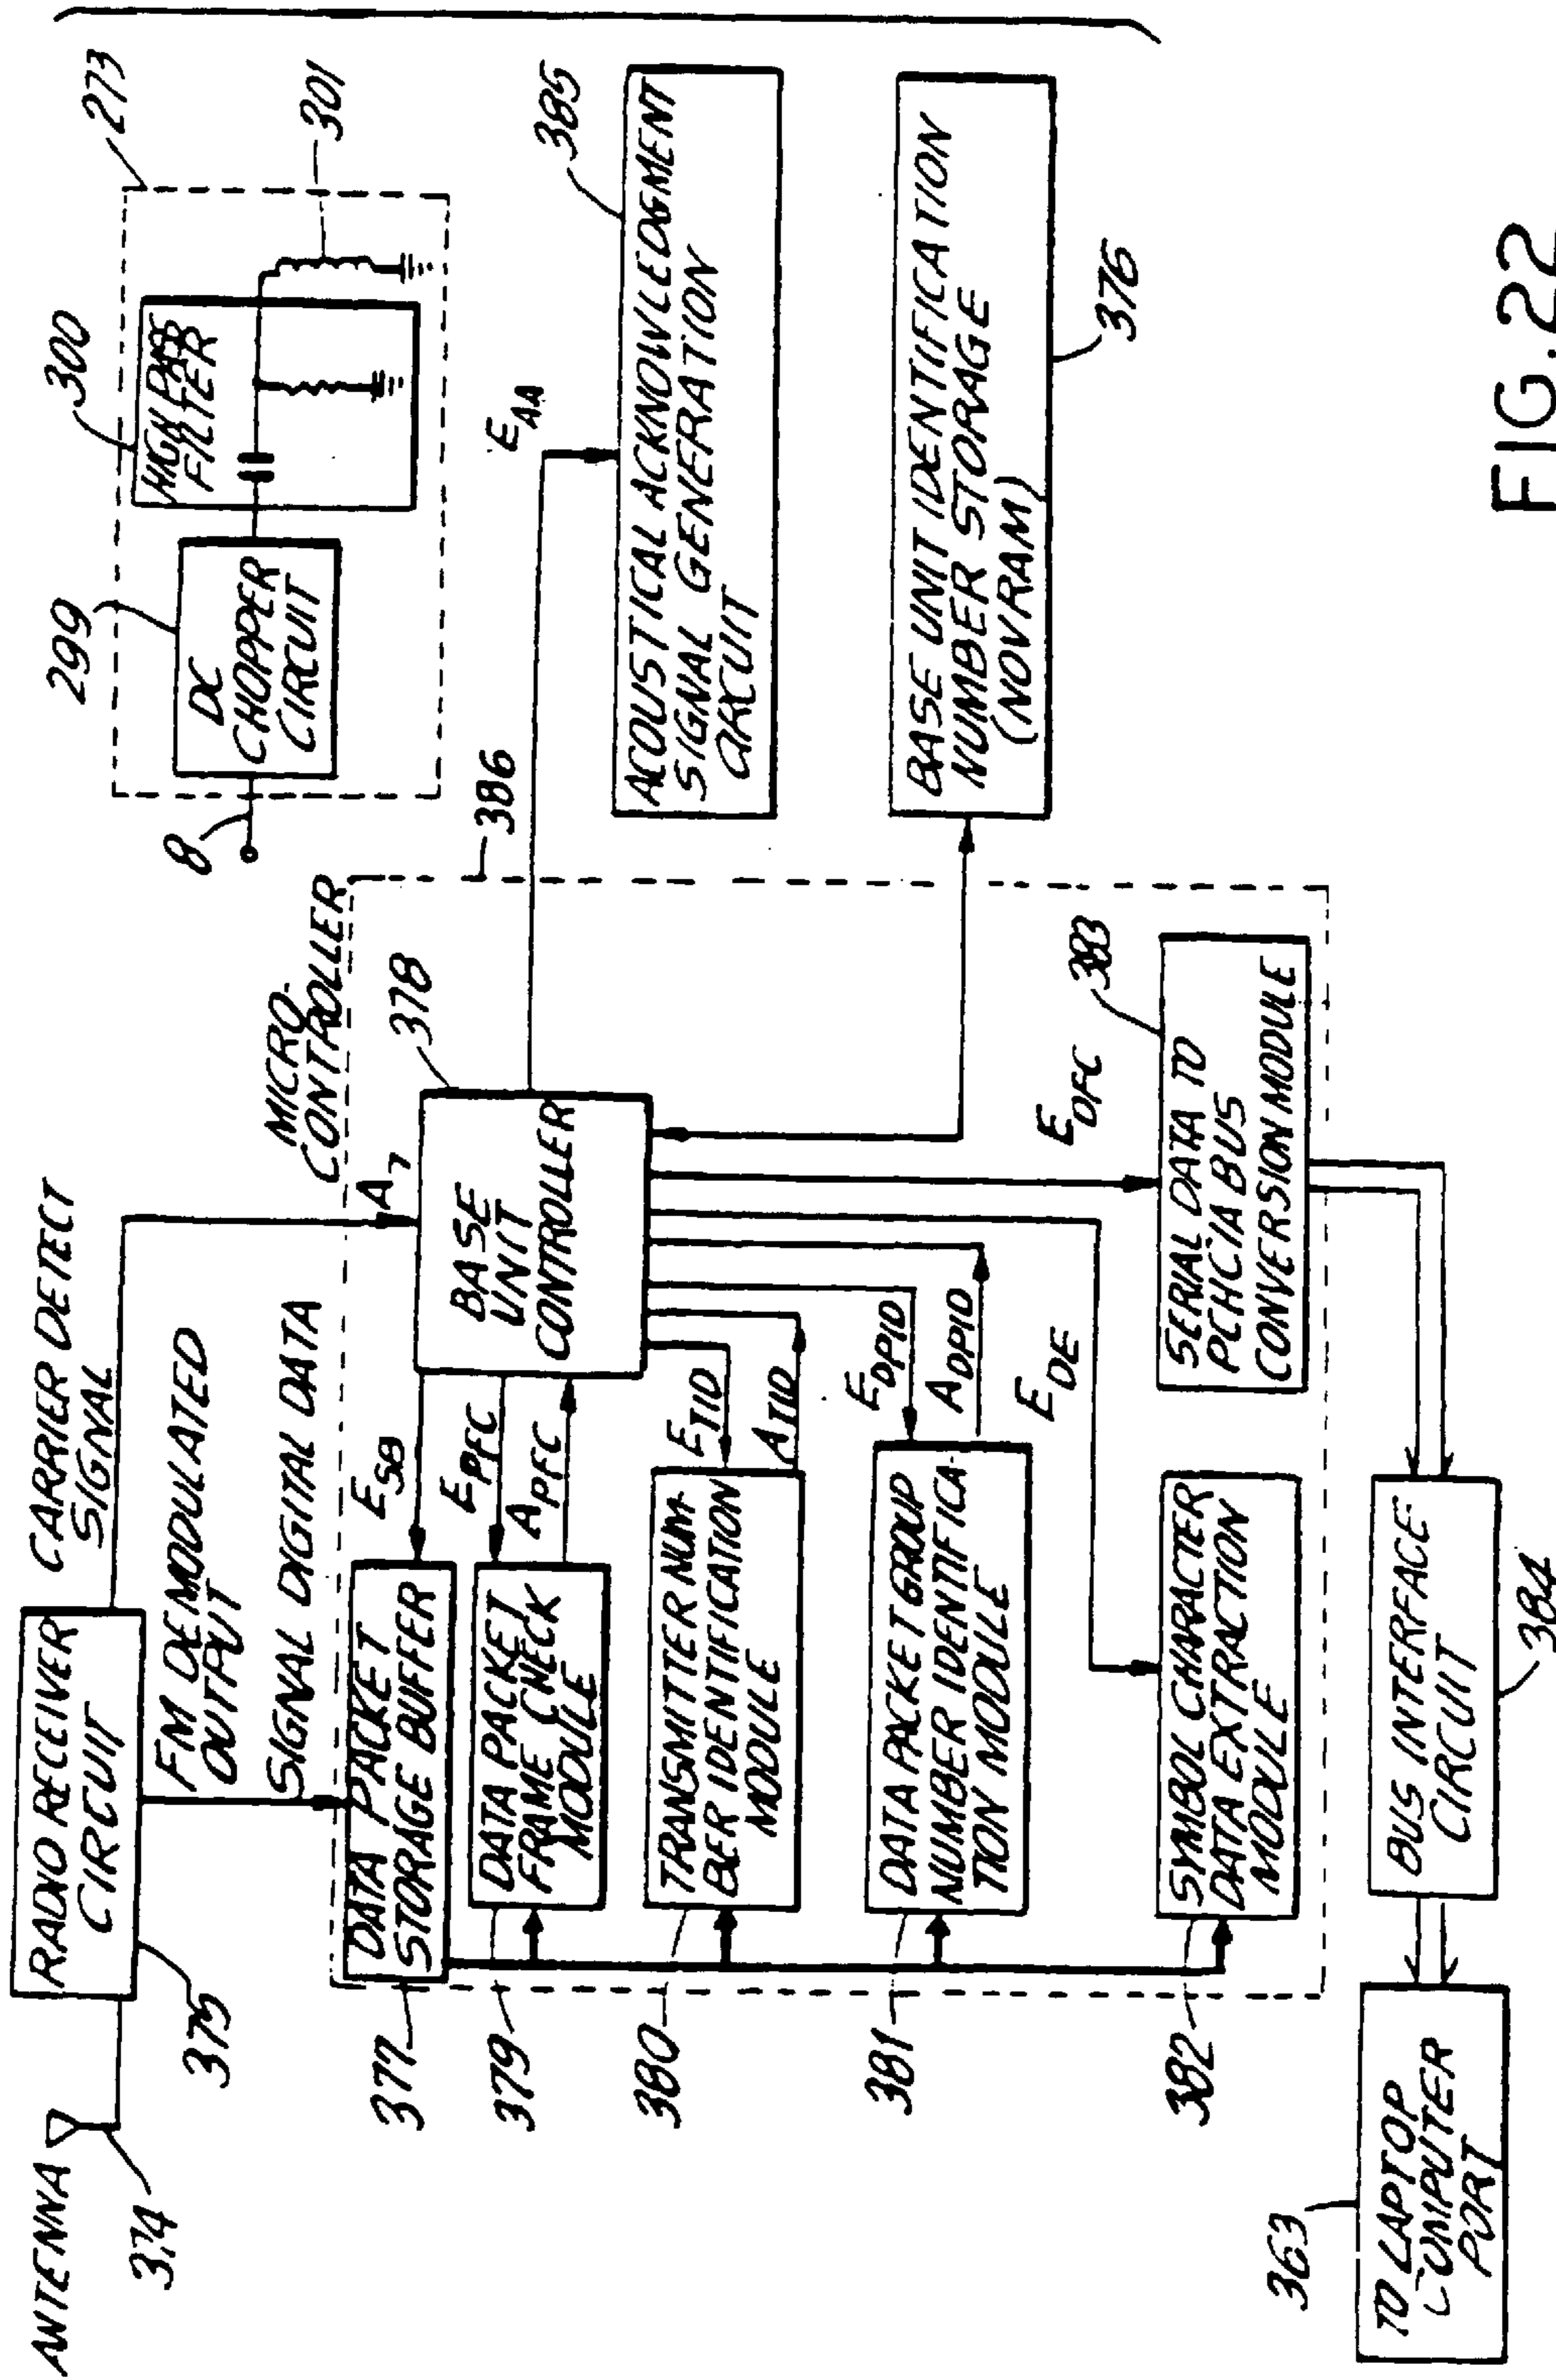 ANTENNA
374
RADIO RECEIVER
CIRCUIT
375
CARRIER DETECT
SIGNAL
FM DEMODULATED
OUTPUT
SIGNAL DIGITAL DATA
A7
MICRO-
CONTROLLER
386
8
299
DC
CHOPPER
CIRCUIT
300
HIGH PASS
FILTER
273
301
377
DATA PACKET
STORAGE BUFFER
ESB
379
DATA PACKET
FRAME CHECK
MODULE
EPFC
APFC
BASE
UNIT
CONTROLLER
378
EAA
385
ACOUSTICAL ACKNOWLEDGMENT
SIGNAL GENERATION
CIRCUIT
380
TRANSMITTER NUM-
BER IDENTIFICATION
MODULE
ETID
ATID
381
DATA PACKET GROUP
NUMBER IDENTIFICA-
TION MODULE
EDPID
ADPID
EDE
BASE UNIT IDENTIFICATION
NUMBER STORAGE
(NOVRAM)
376
382
SYMBOL CHARACTER
DATA EXTRACTION
MODULE
EDFC
383
SERIAL DATA TO
PCHCIA BUS
CONVERSION MODULE
363
TO LAPTOP
COMPUTER
PORT
BUS INTERFACE
CIRCUIT
384
FIG.22